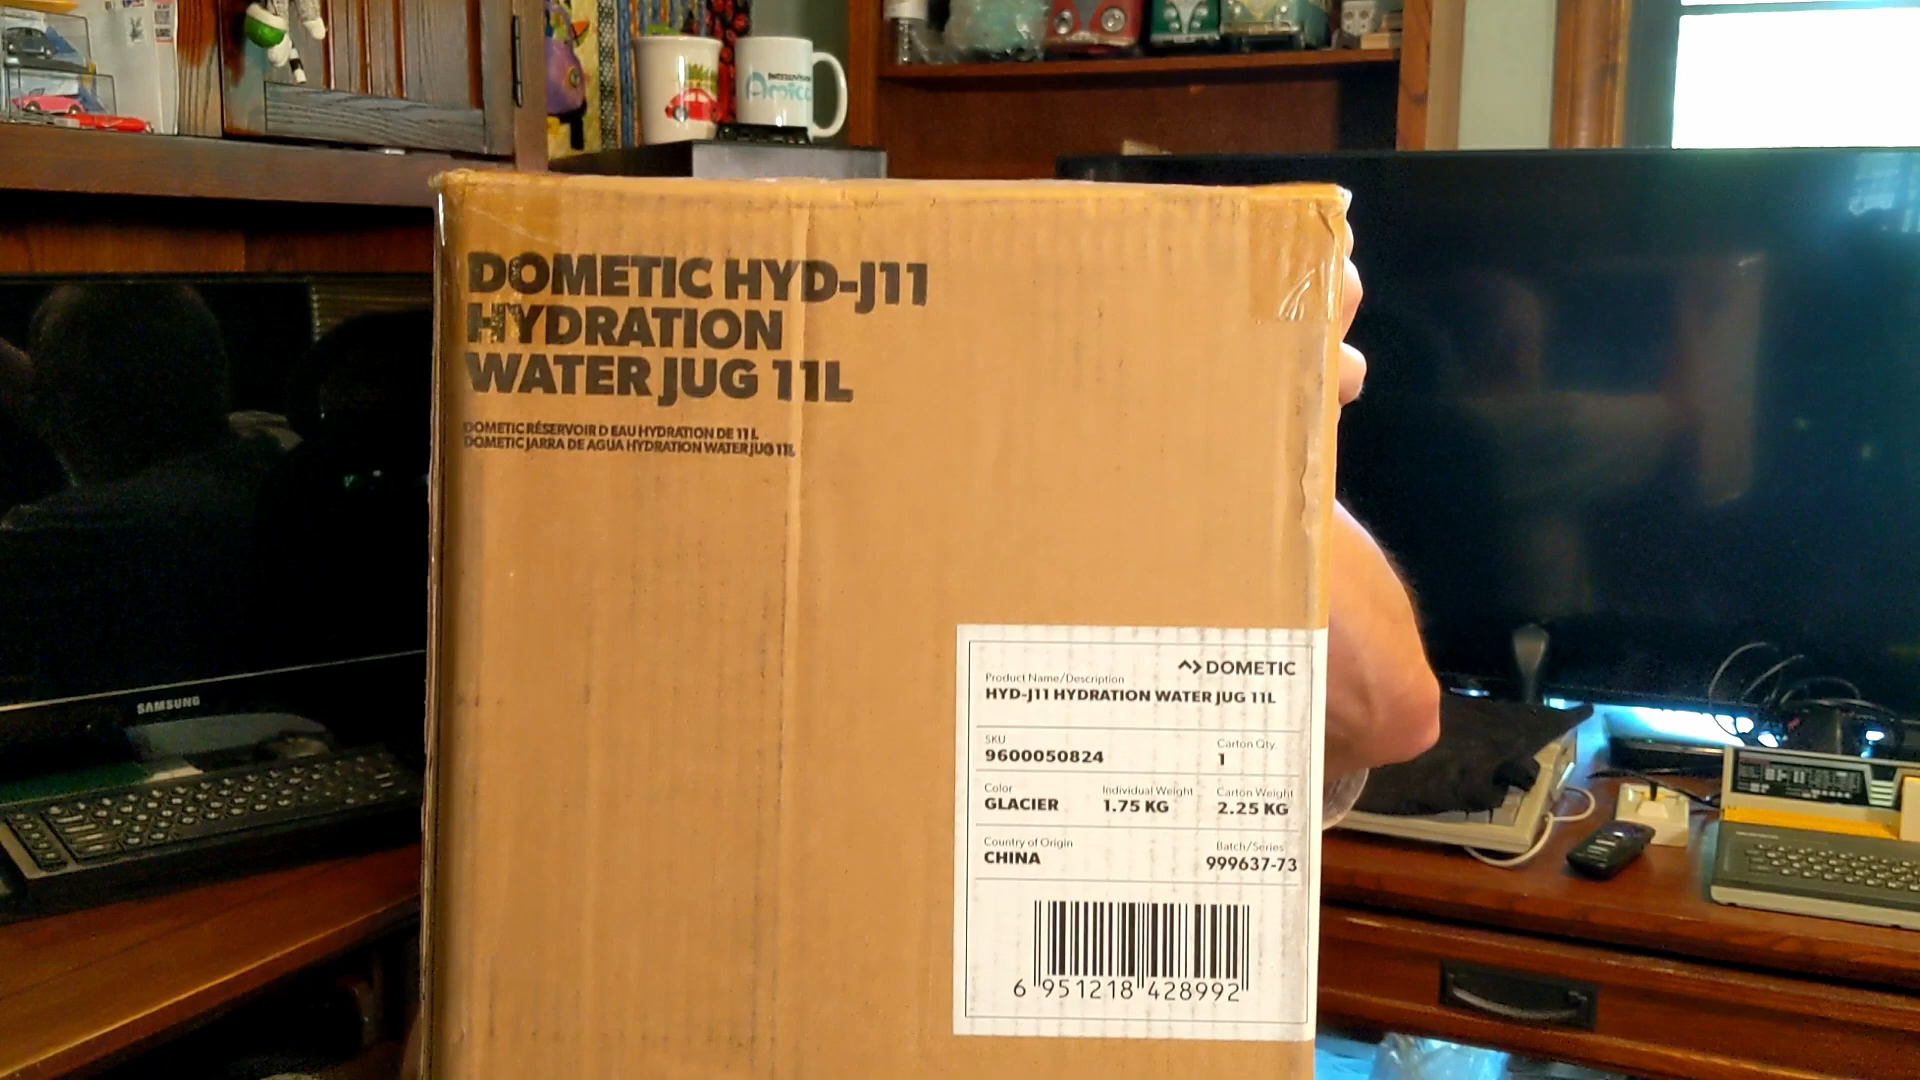 INTELLIVISION
Amico
DOMETIC HYD-J11
HYDRATION
WATER JUG 11L
DOMETIC RÉSERVOIR D EAU HYDRATION DE 11 L
DOMETIC JARRA DE AGUA HYDRATION WATER JUG 11L
SAMSUNG
DOMETIC
Product Name/Description
HYD-J11 HYDRATION WATER JUG 11L
SKU
9600050824
Carton Qty.
1
Color
GLACIER
Individual Weight
1.75 KG
Carton Weight
2.25 KG
Country of Origin
CHINA
Batch/Series
999637-73
6 951218 428992